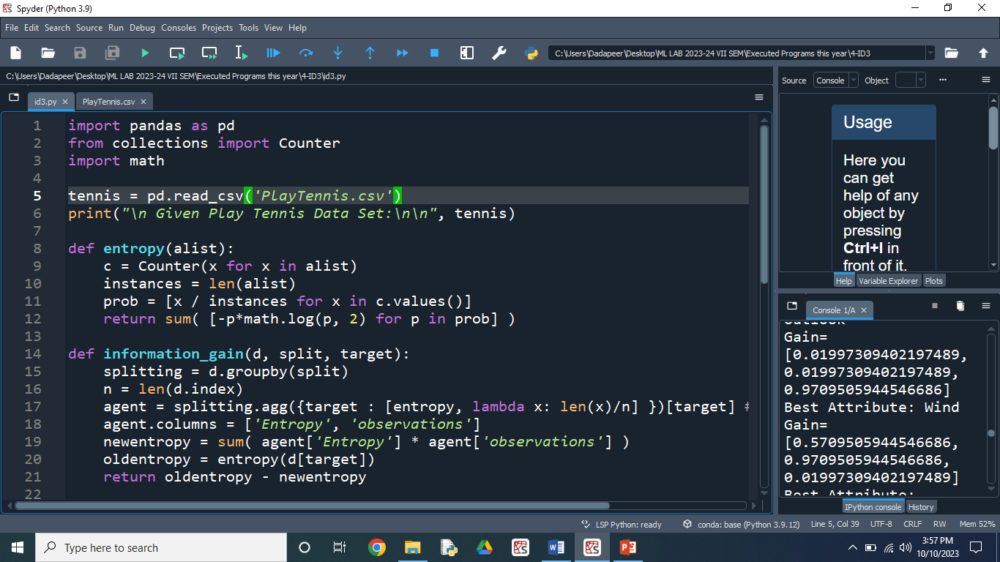 Spyder (Python 3.9)
File Edit Search Source Run Debug Consoles Projects Tools View Help
C:\Users\Dadapeer\Desktop\ML LAB 2023-24 VII SEM\Executed Programs this year\4-ID3
C:\Users\Dadapeer\Desktop\ML LAB 2023-24 VII SEM\Executed Programs this year\4-ID3\id3.py
id3.py PlayTennis.csv
1 import pandas as pd
2 from collections import Counter
3 import math
4
5 tennis = pd.read_csv('PlayTennis.csv')
6 print("\n Given Play Tennis Data Set:\n\n", tennis)
7
8 def entropy(alist):
9 c = Counter(x for x in alist)
10 instances = len(alist)
11 prob = [x / instances for x in c.values()]
12 return sum( [-p*math.log(p, 2) for p in prob] )
13
14 def information_gain(d, split, target):
15 splitting = d.groupby(split)
16 n = len(d.index)
17 agent = splitting.agg({target : [entropy, lambda x: len(x)/n] })[target] #
18 agent.columns = ['Entropy', 'observations']
19 newentropy = sum( agent['Entropy'] * agent['observations'] )
20 oldentropy = entropy(d[target])
21 return oldentropy - newentropy
22
Source Console Object
Usage
Here you
can get
help of any
object by
pressing
Ctrl+I in
front of it.
Help Variable Explorer Plots
Console 1/A
Outlook
Gain=
[0.01997309402197489,
0.01997309402197489,
0.9709505944546686]
Best Attribute: Wind
Gain=
[0.5709505944546686,
0.9709505944546686,
0.01997309402197489]
Best Attribute:
IPython console History
LSP Python: ready conda: base (Python 3.9.12) Line 5, Col 39 UTF-8 CRLF RW Mem 52%
Type here to search
3:57 PM
10/10/2023